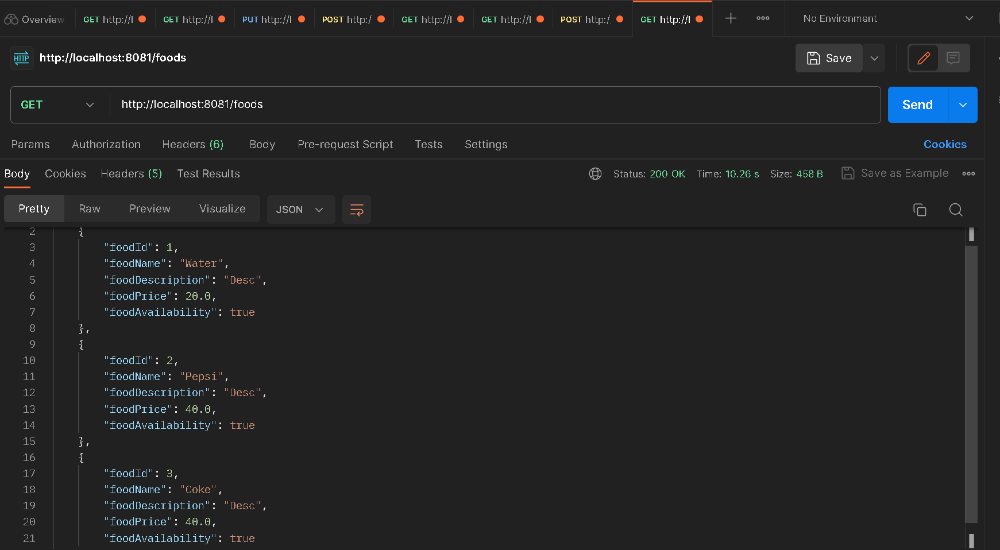 Overview GET http://l GET http://l PUT http://l POST http:/ GET http://l GET http://l POST http:/ GET http://l No Environment
HTTP http://localhost:8081/foods Save
GET http://localhost:8081/foods Send
Params Authorization Headers (6) Body Pre-request Script Tests Settings Cookies
Body Cookies Headers (5) Test Results Status: 200 OK Time: 10.26 s Size: 458 B Save as Example
Pretty Raw Preview Visualize JSON
2 {
3 "foodId": 1,
4 "foodName": "Water",
5 "foodDescription": "Desc",
6 "foodPrice": 20.0,
7 "foodAvailability": true
8 },
9 {
10 "foodId": 2,
11 "foodName": "Pepsi",
12 "foodDescription": "Desc",
13 "foodPrice": 40.0,
14 "foodAvailability": true
15 },
16 {
17 "foodId": 3,
18 "foodName": "Coke",
19 "foodDescription": "Desc",
20 "foodPrice": 40.0,
21 "foodAvailability": true